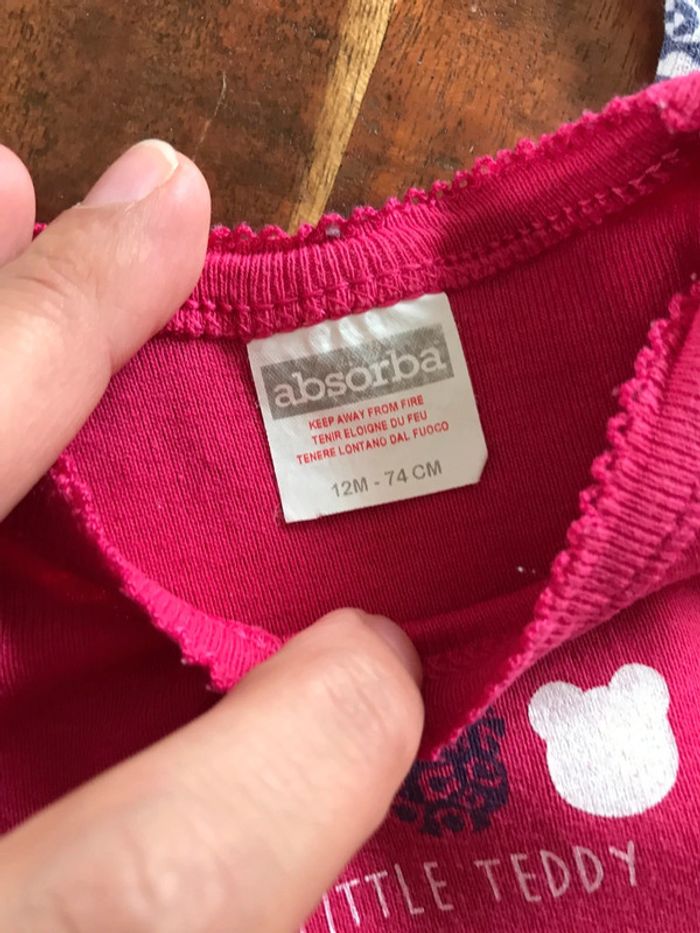 absorba
KEEP AWAY FROM FIRE
TENIR ELOIGNE DU FEU
TENERE LONTANO DAL FUOCO
12M - 74 CM
ITTLE TEDDY